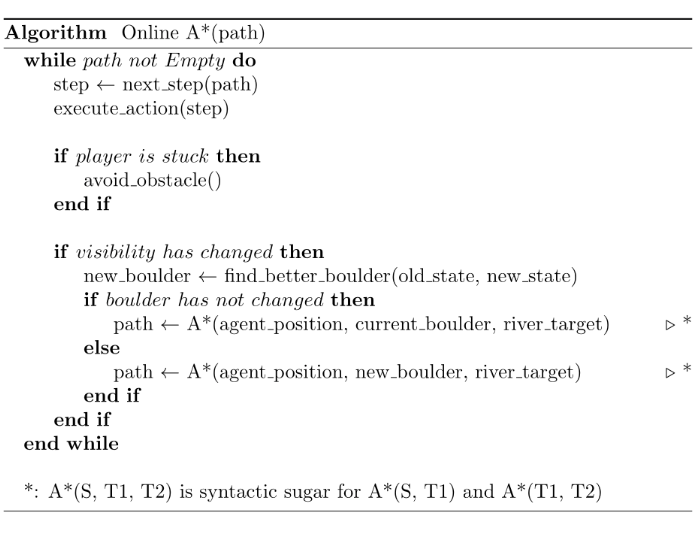 Algorithm Online A*(path)
while path not Empty do
step ← next_step(path)
execute_action(step)
if player is stuck then
avoid_obstacle()
end if
if visibility has changed then
new_boulder ← find_better_boulder(old_state, new_state)
if boulder has not changed then
path ← A*(agent_position, current_boulder, river_target) ▷ *
else
path ← A*(agent_position, new_boulder, river_target) ▷ *
end if
end if
end while
*: A*(S, T1, T2) is syntactic sugar for A*(S, T1) and A*(T1, T2)